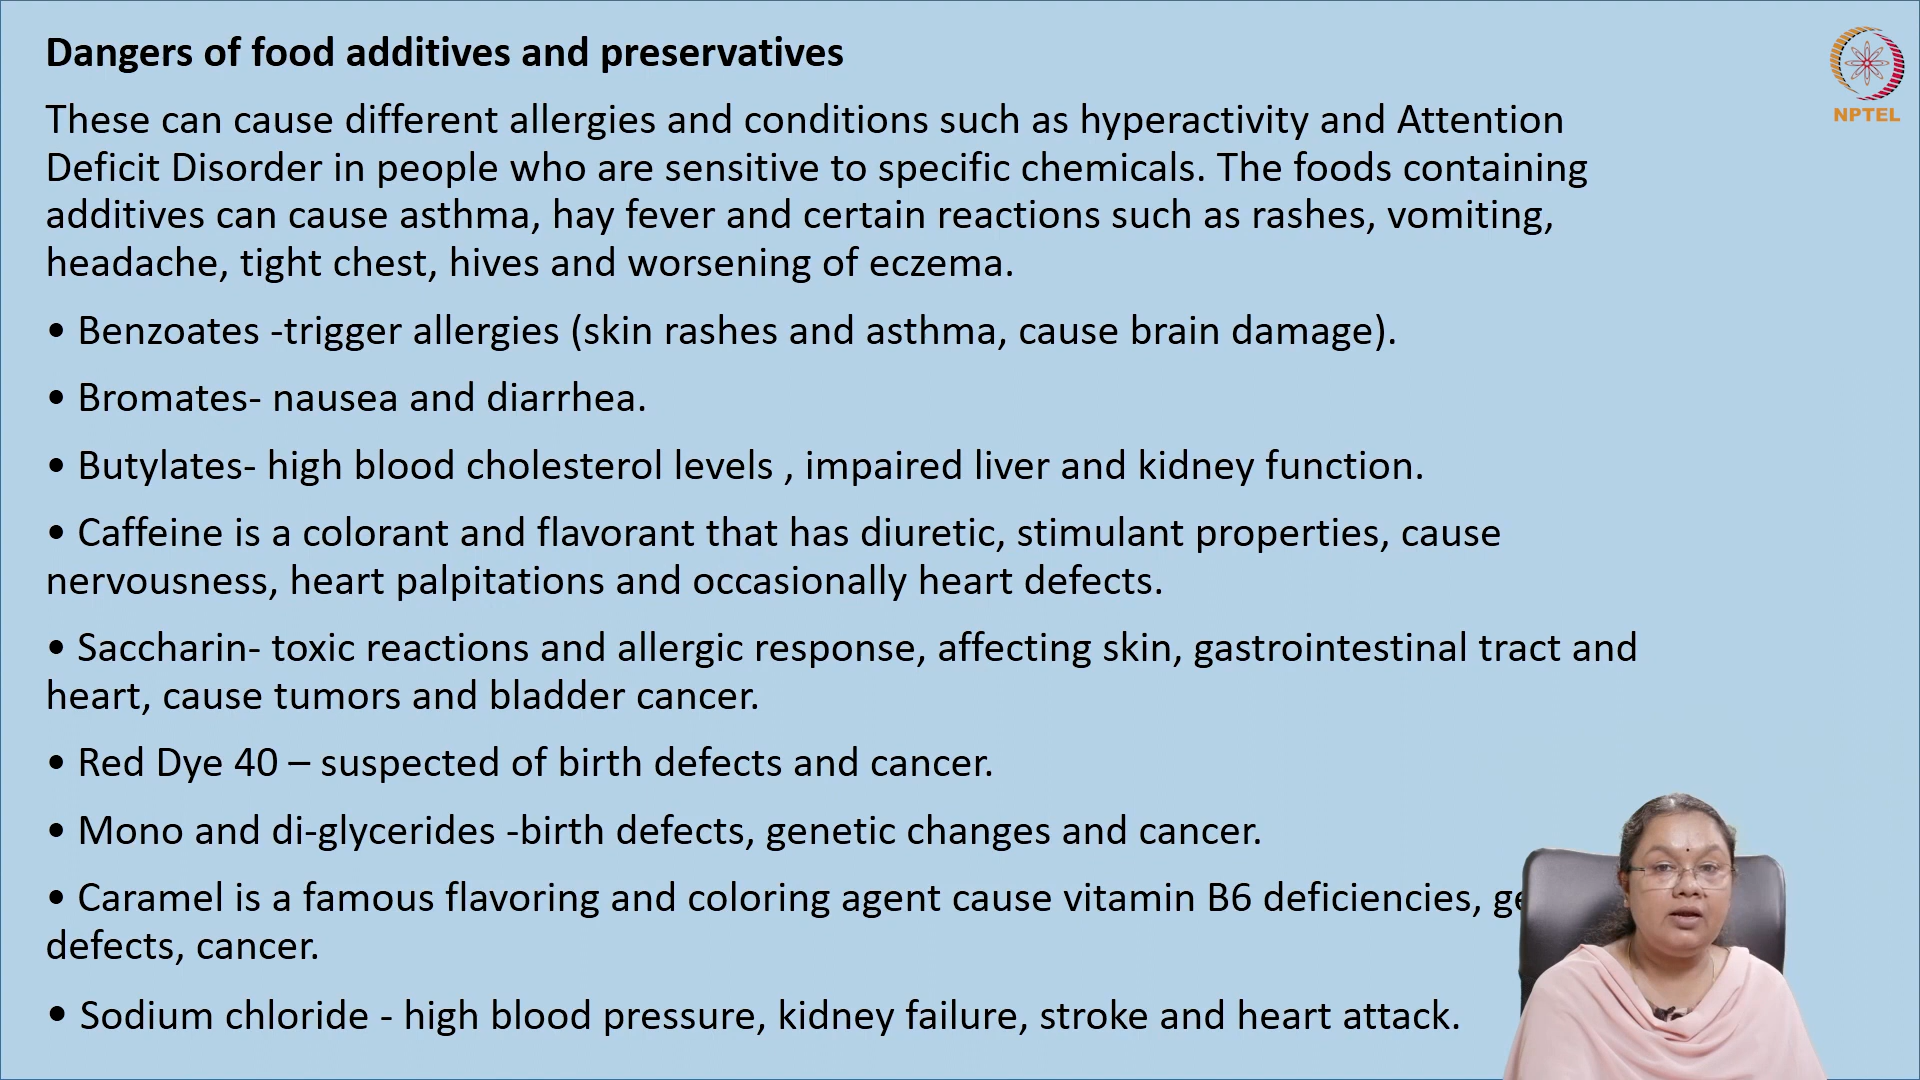 Dangers of food additives and preservatives
NPTEL
These can cause different allergies and conditions such as hyperactivity and Attention
Deficit Disorder in people who are sensitive to specific chemicals. The foods containing
additives can cause asthma, hay fever and certain reactions such as rashes, vomiting,
headache, tight chest, hives and worsening of eczema.
• Benzoates -trigger allergies (skin rashes and asthma, cause brain damage).
• Bromates- nausea and diarrhea.
• Butylates- high blood cholesterol levels , impaired liver and kidney function.
• Caffeine is a colorant and flavorant that has diuretic, stimulant properties, cause
nervousness, heart palpitations and occasionally heart defects.
• Saccharin- toxic reactions and allergic response, affecting skin, gastrointestinal tract and
heart, cause tumors and bladder cancer.
• Red Dye 40 – suspected of birth defects and cancer.
• Mono and di-glycerides -birth defects, genetic changes and cancer.
• Caramel is a famous flavoring and coloring agent cause vitamin B6 deficiencies,
defects, cancer.
• Sodium chloride - high blood pressure, kidney failure, stroke and heart attack.